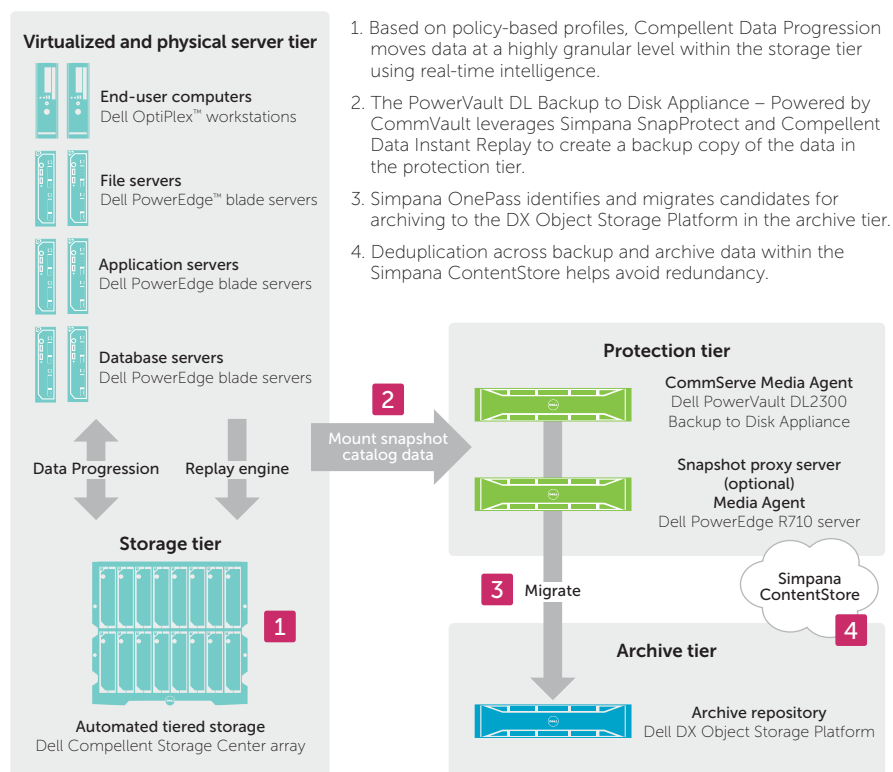 Virtualized and physical server tier
End-user computers
Dell OptiPlex™ workstations
File servers
Dell PowerEdge™ blade servers
Application servers
Dell PowerEdge blade servers
Database servers
Dell PowerEdge blade servers
Data Progression
Replay engine
Storage tier
1
Automated tiered storage
Dell Compellent Storage Center array
1. Based on policy-based profiles, Compellent Data Progression
moves data at a highly granular level within the storage tier
using real-time intelligence.
2. The PowerVault DL Backup to Disk Appliance – Powered by
CommVault leverages Simpana SnapProtect and Compellent
Data Instant Replay to create a backup copy of the data in
the protection tier.
3. Simpana OnePass identifies and migrates candidates for
archiving to the DX Object Storage Platform in the archive tier.
4. Deduplication across backup and archive data within the
Simpana ContentStore helps avoid redundancy.
2
Mount snapshot
catalog data
Protection tier
CommServe Media Agent
Dell PowerVault DL2300
Backup to Disk Appliance
Snapshot proxy server
(optional)
Media Agent
Dell PowerEdge R710 server
3
Migrate
Simpana
ContentStore
4
Archive tier
Archive repository
Dell DX Object Storage Platform